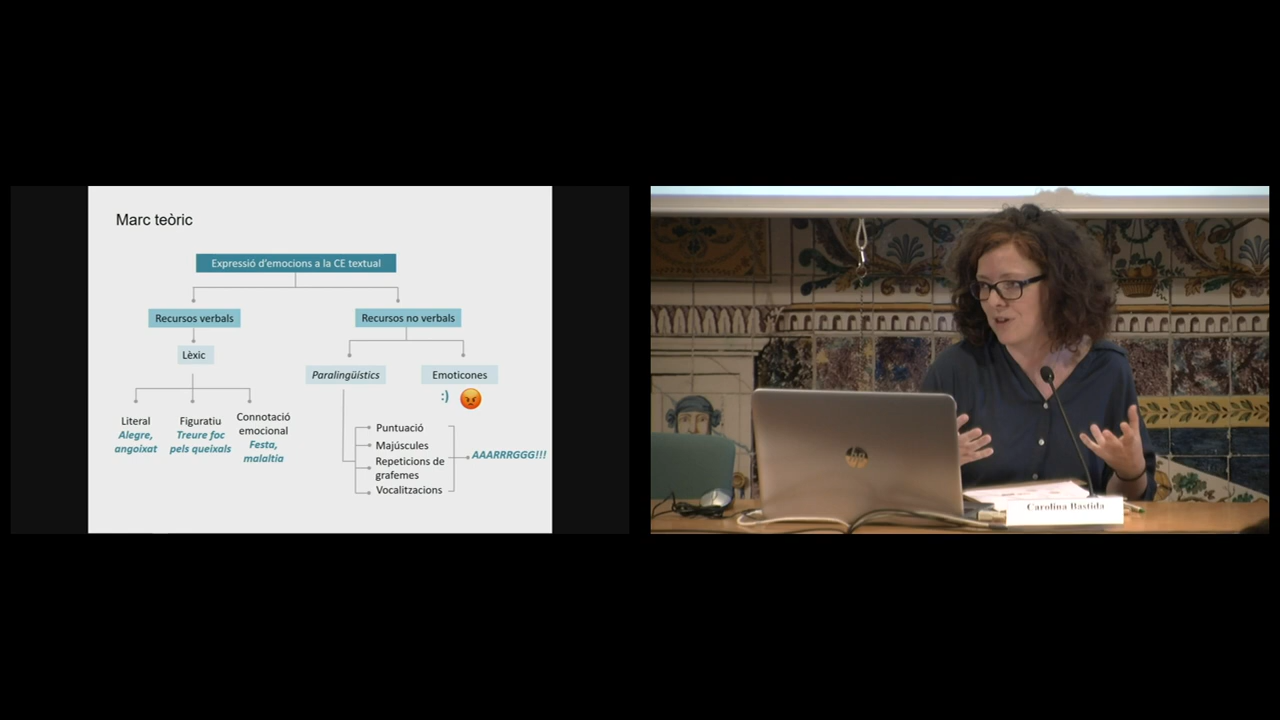 Marc teòric
Expressió d'emocions a la CE textual
Recursos verbals
Recursos no verbals
Lèxic
Paralingüístics
Emoticones
:)
Literal
Alegre,
angoixat
Figuratiu
Treure foc
pels queixals
Connotació
emocional
Festa,
malaltia
Puntuació
Majúscules
Repeticions de
grafemes
Vocalitzacions
AAARRRGGG!!!
hp
Carolina Bastida